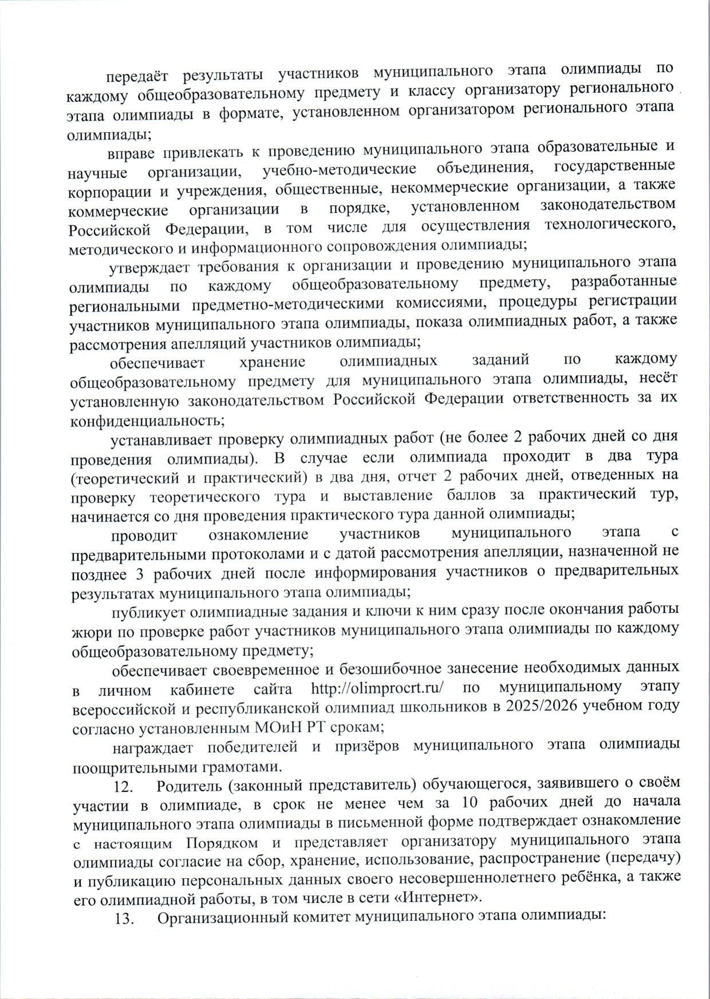 передаёт результаты участников муниципального этапа олимпиады по
каждому общеобразовательному предмету и классу организатору регионального
этапа олимпиады в формате, установленном организатором регионального этапа
олимпиады;
вправе привлекать к проведению муниципального этапа образовательные и
научные организации, учебно-методические объединения, государственные
корпорации и учреждения, общественные, некоммерческие организации, а также
коммерческие организации в порядке, установленном законодательством
Российской Федерации, в том числе для осуществления технологического,
методического и информационного сопровождения олимпиады;
утверждает требования к организации и проведению муниципального этапа
олимпиады по каждому общеобразовательному предмету, разработанные
региональными предметно-методическими комиссиями, процедуры регистрации
участников муниципального этапа олимпиады, показа олимпиадных работ, а также
рассмотрения апелляций участников олимпиады;
обеспечивает хранение олимпиадных заданий по каждому
общеобразовательному предмету для муниципального этапа олимпиады, несёт
установленную законодательством Российской Федерации ответственность за их
конфиденциальность;
устанавливает проверку олимпиадных работ (не более 2 рабочих дней со дня
проведения олимпиады). В случае если олимпиада проходит в два тура
(теоретический и практический) в два дня, отчет 2 рабочих дней, отведенных на
проверку теоретического тура и выставление баллов за практический тур,
начинается со дня проведения практического тура данной олимпиады;
проводит ознакомление участников муниципального этапа с
предварительными протоколами и с датой рассмотрения апелляции, назначенной не
позднее 3 рабочих дней после информирования участников о предварительных
результатах муниципального этапа олимпиады;
публикует олимпиадные задания и ключи к ним сразу после окончания работы
жюри по проверке работ участников муниципального этапа олимпиады по каждому
общеобразовательному предмету;
обеспечивает своевременное и безошибочное занесение необходимых данных
в личном кабинете сайта http://olimprocrt.ru/ по муниципальному этапу
всероссийской и республиканской олимпиад школьников в 2025/2026 учебном году
согласно установленным МОиН РТ срокам;
награждает победителей и призёров муниципального этапа олимпиады
поощрительными грамотами.
12. Родитель (законный представитель) обучающегося, заявившего о своём
участии в олимпиаде, в срок не менее чем за 10 рабочих дней до начала
муниципального этапа олимпиады в письменной форме подтверждает ознакомление
с настоящим Порядком и представляет организатору муниципального этапа
олимпиады согласие на сбор, хранение, использование, распространение (передачу)
и публикацию персональных данных своего несовершеннолетнего ребёнка, а также
его олимпиадной работы, в том числе в сети «Интернет».
13. Организационный комитет муниципального этапа олимпиады: